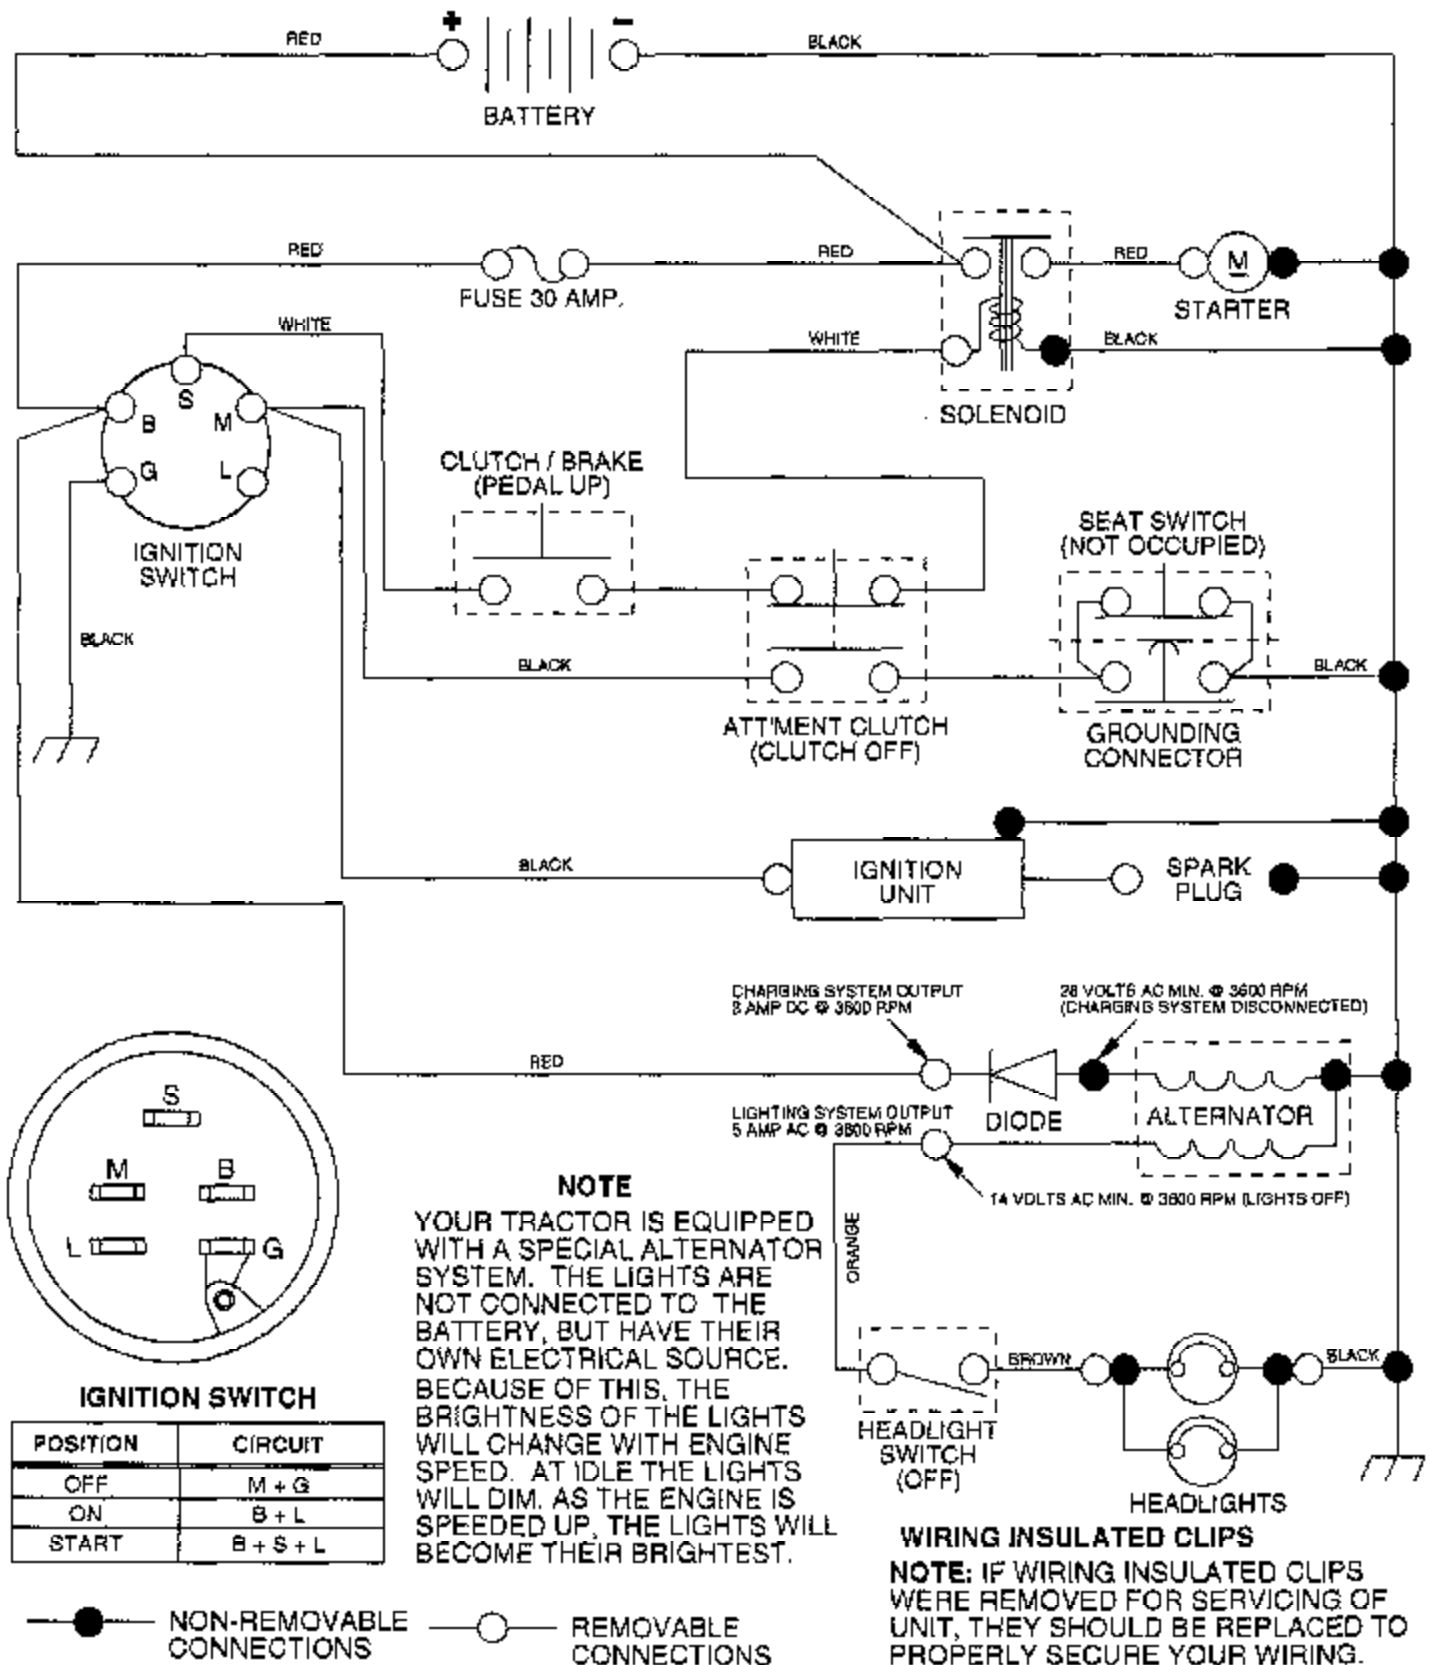 + -
RED
BLACK
BATTERY
RED
RED
RED
M
FUSE 30 AMP.
STARTER
WHITE
WHITE
BLACK
S
B
M
G
L
SOLENOID
CLUTCH / BRAKE
(PEDAL UP)
IGNITION
SWITCH
SEAT SWITCH
(NOT OCCUPIED)
BLACK
BLACK
BLACK
ATT'MENT CLUTCH
(CLUTCH OFF)
GROUNDING
CONNECTOR
BLACK
IGNITION
UNIT
SPARK
PLUG
CHARGING SYSTEM OUTPUT
3 AMP DC @ 3600 RPM
28 VOLTS AC MIN. @ 3600 RPM
(CHARGING SYSTEM DISCONNECTED)
RED
DIODE
ALTERNATOR
LIGHTING SYSTEM OUTPUT
5 AMP AC @ 3600 RPM
14 VOLTS AC MIN. @ 3600 RPM (LIGHTS OFF)
ORANGE
S
M
B
L
G
NOTE
YOUR TRACTOR IS EQUIPPED
WITH A SPECIAL ALTERNATOR
SYSTEM. THE LIGHTS ARE
NOT CONNECTED TO THE
BATTERY, BUT HAVE THEIR
OWN ELECTRICAL SOURCE.
BECAUSE OF THIS, THE
BRIGHTNESS OF THE LIGHTS
WILL CHANGE WITH ENGINE
SPEED. AT IDLE THE LIGHTS
WILL DIM. AS THE ENGINE IS
SPEEDED UP, THE LIGHTS WILL
BECOME THEIR BRIGHTEST.
BROWN
BLACK
HEADLIGHT
SWITCH
(OFF)
HEADLIGHTS
IGNITION SWITCH
POSITION CIRCUIT
OFF M + G
ON B + L
START B + S + L
WIRING INSULATED CLIPS
NOTE: IF WIRING INSULATED CLIPS
WERE REMOVED FOR SERVICING OF
UNIT, THEY SHOULD BE REPLACED TO
PROPERLY SECURE YOUR WIRING.
NON-REMOVABLE
CONNECTIONS
REMOVABLE
CONNECTIONS